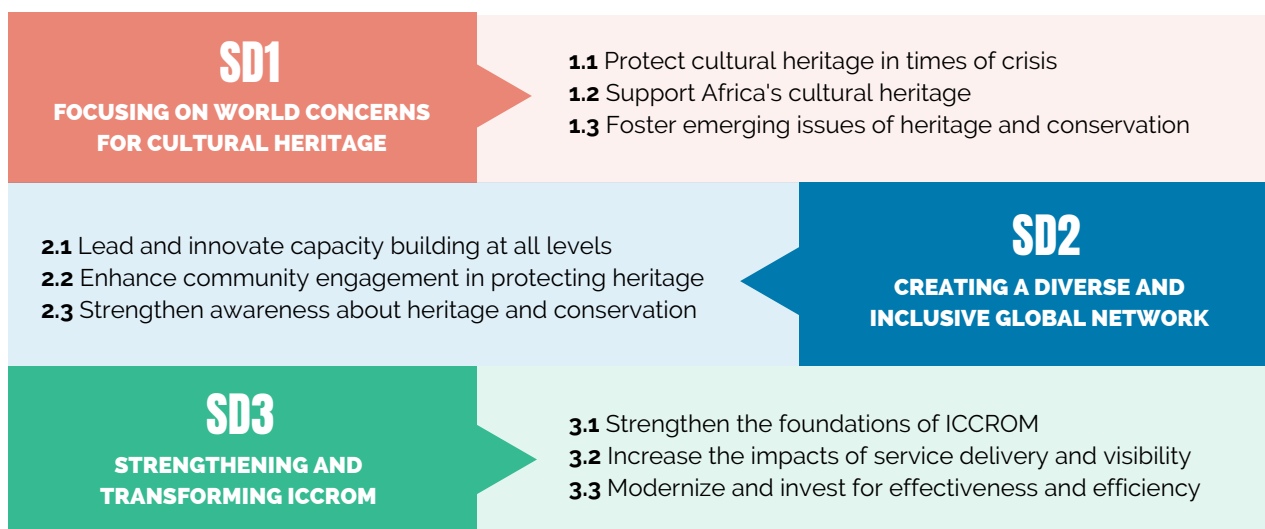 SD1
FOCUSING ON WORLD CONCERNS
FOR CULTURAL HERITAGE
1.1 Protect cultural heritage in times of crisis
1.2 Support Africa's cultural heritage
1.3 Foster emerging issues of heritage and conservation
SD2
CREATING A DIVERSE AND
INCLUSIVE GLOBAL NETWORK
2.1 Lead and innovate capacity building at all levels
2.2 Enhance community engagement in protecting heritage
2.3 Strengthen awareness about heritage and conservation
SD3
STRENGTHENING AND
TRANSFORMING ICCROM
3.1 Strengthen the foundations of ICCROM
3.2 Increase the impacts of service delivery and visibility
3.3 Modernize and invest for effectiveness and efficiency